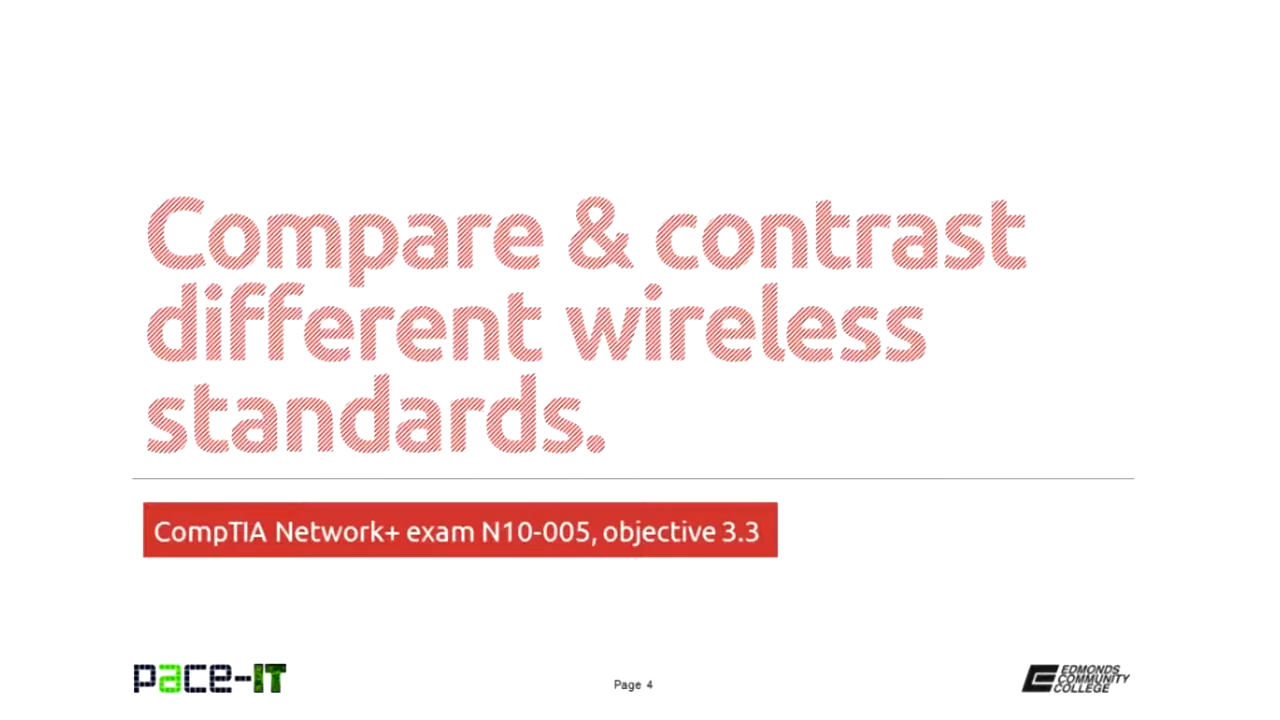 Compare & contrast
different wireless
standards.
CompTIA Network+ exam N10-005, objective 3.3
pace-IT
Page 4
EDMONDS
COMMUNITY
COLLEGE